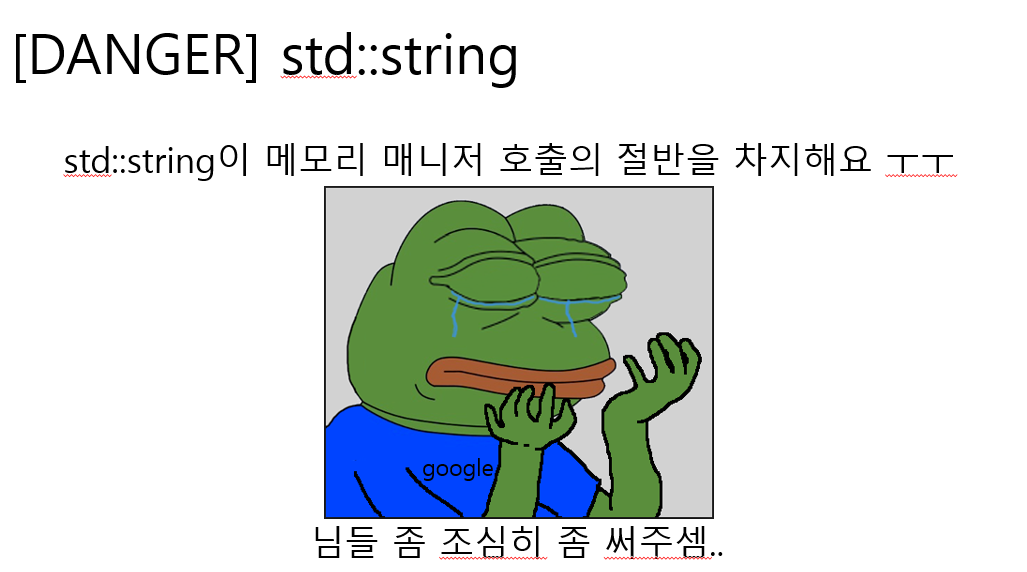 [DANGER] std::string
std::string이 메모리 매니저 호출의 절반을 차지해요 ㅜㅜ
google
님들 좀 조심히 좀 써주셈..